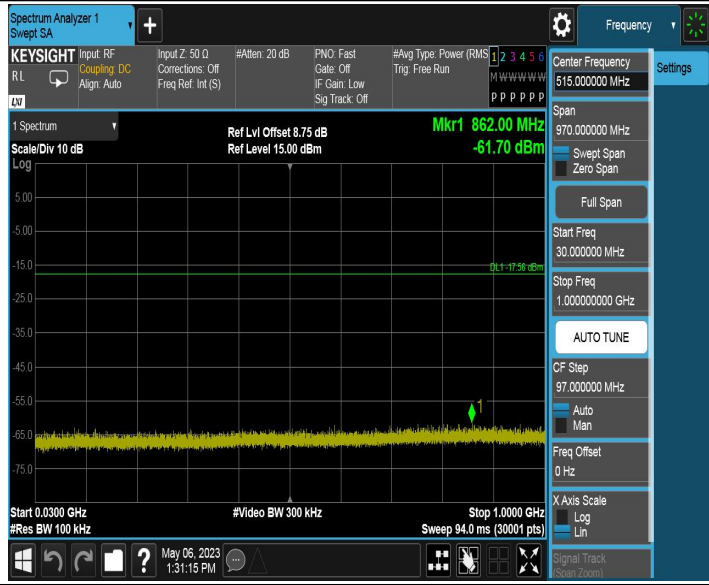 Spectrum Analyzer 1
Swept SA
Frequency
KEYSIGHT
RL
LXI
Input: RF
Coupling: DC
Align: Auto
Input Z: 50 Ω
Corrections: Off
Freq Ref: Int (S)
#Atten: 20 dB
PNO: Fast
Gate: Off
IF Gain: Low
Sig Track: Off
#Avg Type: Power (RMS
Trig: Free Run
1 2 3 4 5 6
M W W W W W
P P P P P P
Settings
Center Frequency
515.000000 MHz
Span
970.000000 MHz
Swept Span
Zero Span
Full Span
Start Freq
30.000000 MHz
Stop Freq
1.000000000 GHz
AUTO TUNE
CF Step
97.000000 MHz
Auto
Man
Freq Offset
0 Hz
X Axis Scale
Log
Lin
Signal Track
(Span Zoom)
1 Spectrum
Scale/Div 10 dB
Log
Ref Lvl Offset 8.75 dB
Ref Level 15.00 dBm
Mkr1 862.00 MHz
-61.70 dBm
5.00
-5.00
-15.0
DL1 -17.56 dBm
-25.0
-35.0
-45.0
-55.0
1
-65.0
-75.0
Start 0.0300 GHz
#Video BW 300 kHz
Stop 1.0000 GHz
#Res BW 100 kHz
Sweep 94.0 ms (30001 pts)
?
May 06, 2023
1:31:15 PM